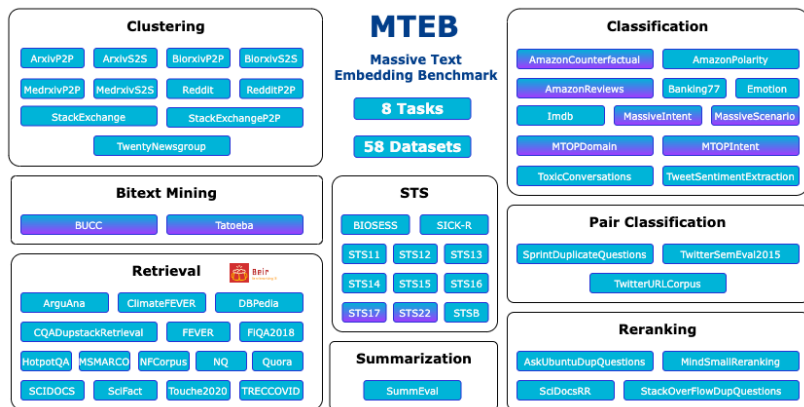 Clustering
ArxivP2P ArxivS2S BiorxivP2P BiorxivS2S
MedrxivP2P MedrxivS2S Reddit RedditP2P
StackExchange StackExchangeP2P
TwentyNewsgroup
MTEB
Massive Text
Embedding Benchmark
8 Tasks
58 Datasets
Classification
AmazonCounterfactual AmazonPolarity
AmazonReviews Banking77 Emotion
Imdb MassiveIntent MassiveScenario
MTOPDomain MTOPIntent
ToxicConversations TweetSentimentExtraction
Bitext Mining
BUCC Tatoeba
STS
BIOSESS SICK-R
STS11 STS12 STS13
STS14 STS15 STS16
STS17 STS22 STSB
Pair Classification
SprintDuplicateQuestions TwitterSemEval2015
TwitterURLCorpus
Retrieval Beir
ArguAna ClimateFEVER DBPedia
CQADupstackRetrieval FEVER FiQA2018
HotpotQA MSMARCO NFCorpus NQ Quora
SCIDOCS SciFact Touche2020 TRECCOVID
Summarization
SummEval
Reranking
AskUbuntuDupQuestions MindSmallReranking
SciDocsRR StackOverFlowDupQuestions